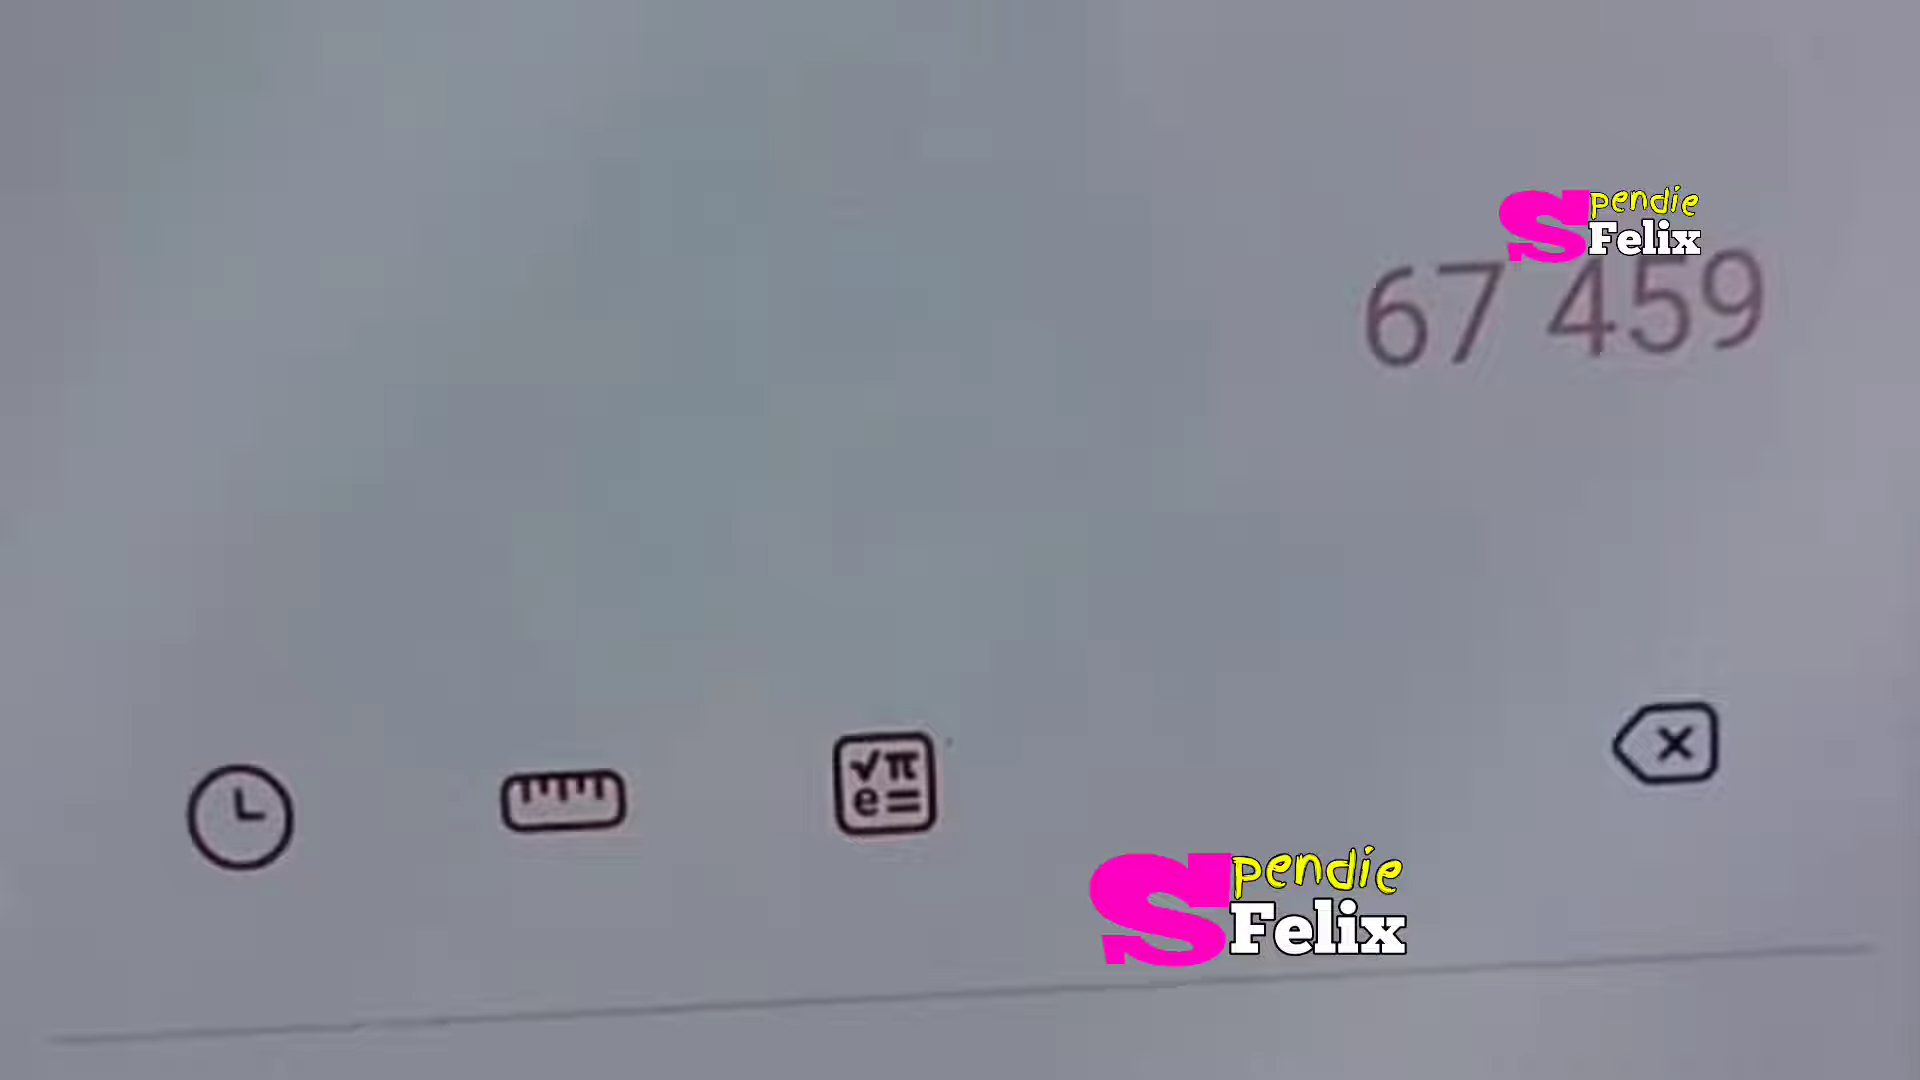 Spendie
Felix
67 459
√π
e=
Spendie
Felix